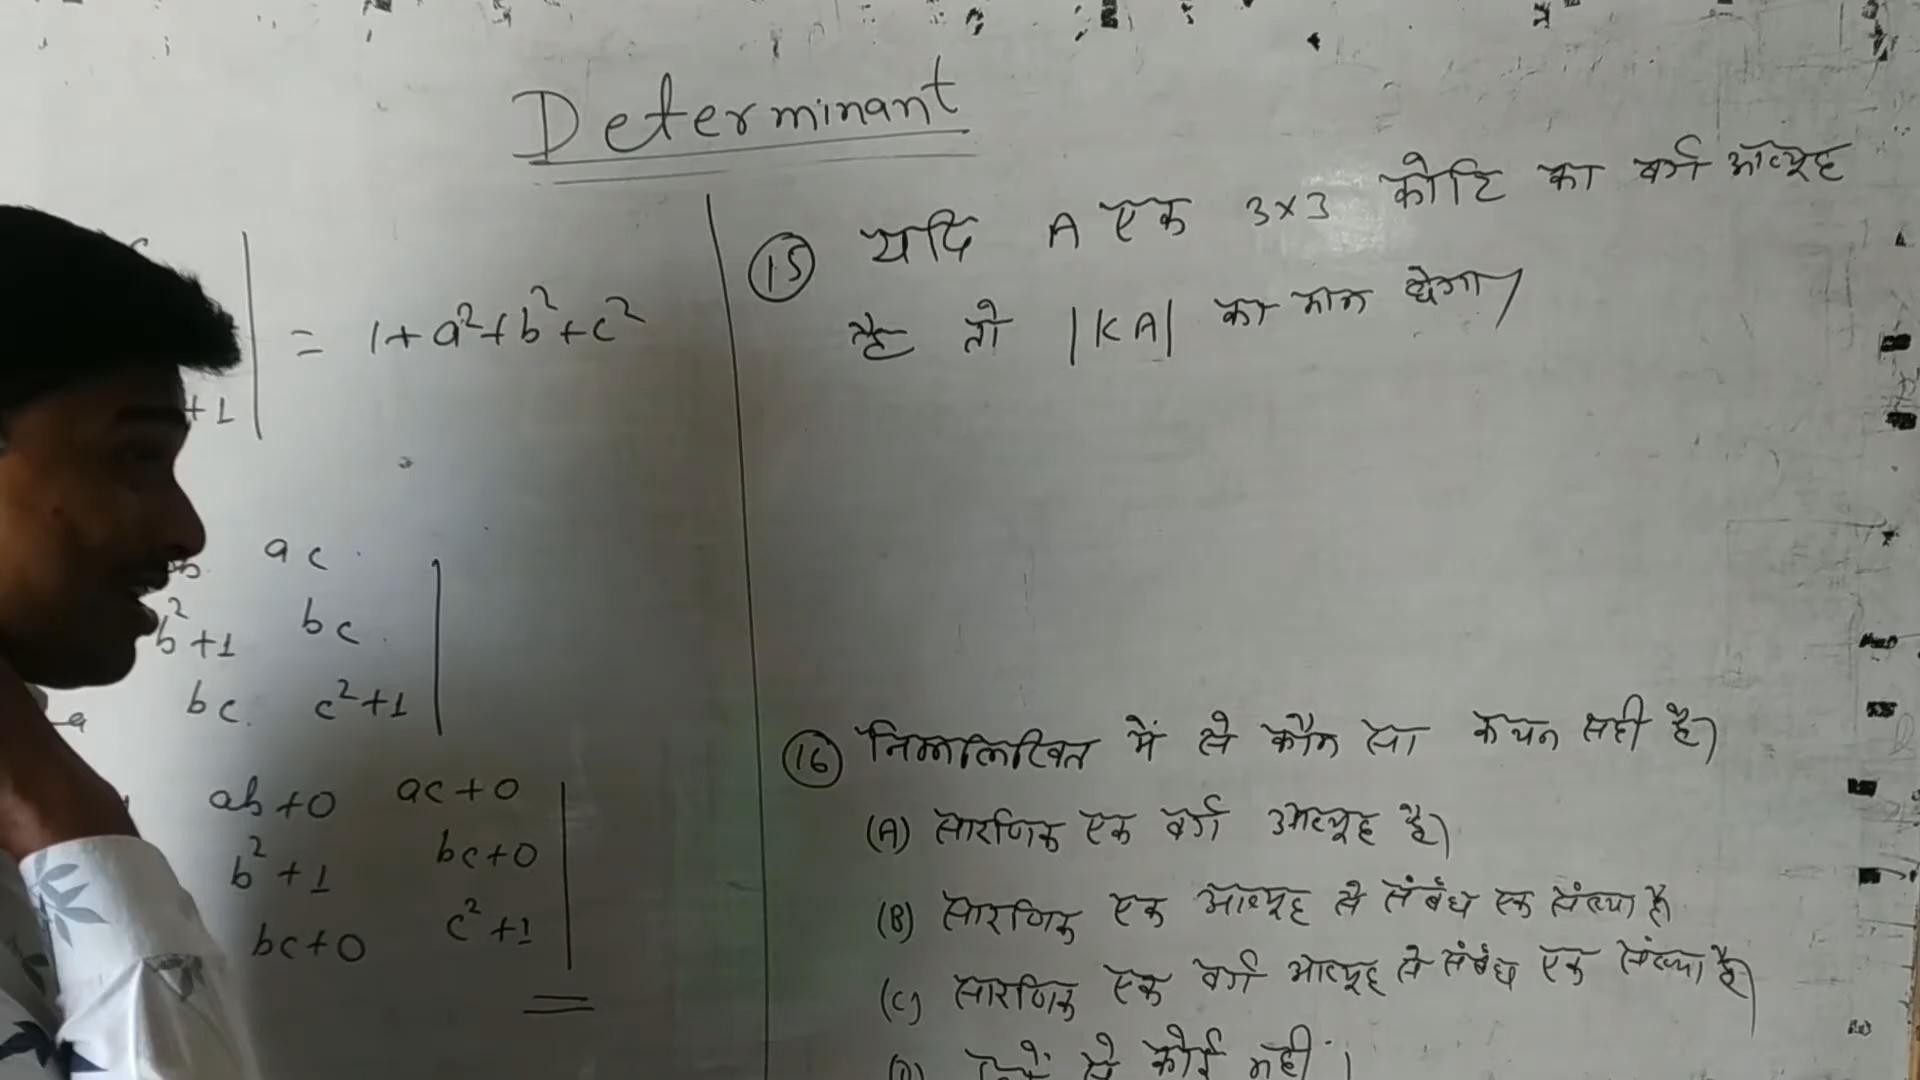 Determinant
+1
= 1+a²+b²+c²
ac
b²+1 bc
bc c²+1
ab+0 ac+0
b²+1 bc+0
bc+0 c²+1
(15) यदि A एक 3×3 कोटि का वर्ग आव्यूह
है तो |KA| का मान होगा।
(16) निम्नलिखित में से कौन सा कथन सही है।
(A) सारणिक एक वर्ग आव्यूह है।
(B) सारणिक एक आव्यूह से संबंध एक संख्या है।
(C) सारणिक एक वर्ग आव्यूह से संबंध एक संख्या है।
(D) से कोई नहीं।